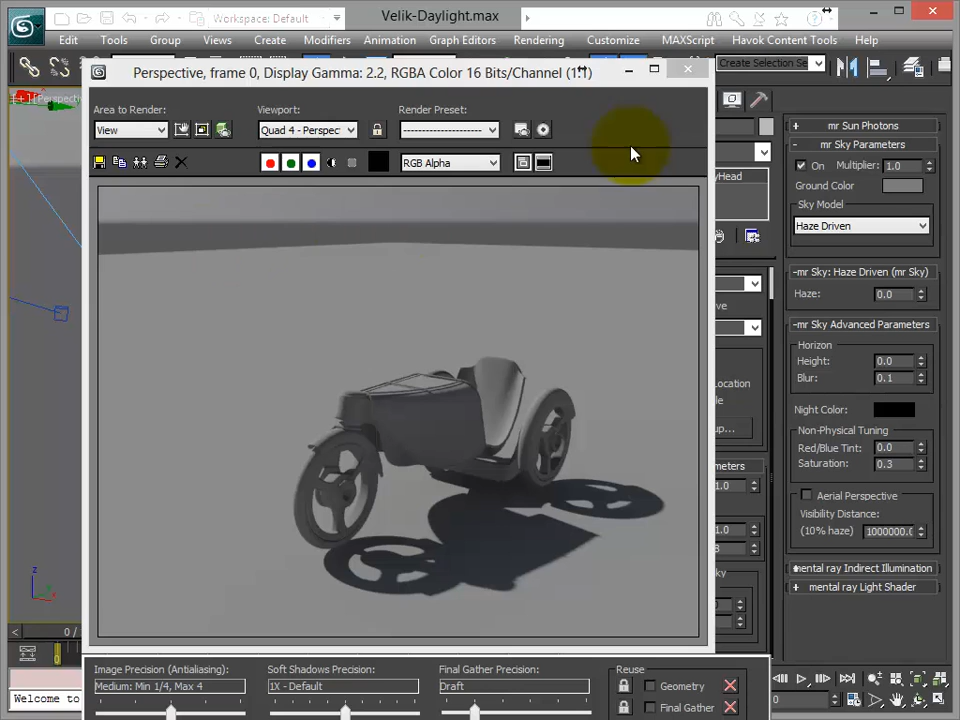 Workspace: Default
Velik-Daylight.max
Edit Tools Group Views Create Modifiers Animation Graph Editors Rendering Customize MAXScript Havok Content Tools Help
Create Selection Se
Perspective, frame 0, Display Gamma: 2.2, RGBA Color 16 Bits/Channel (1:1)
Area to Render: Viewport: Render Preset:
View Quad 4 - Perspec
RGB Alpha
mr Sun Photons
mr Sky Parameters
On Multiplier: 1.0
Ground Color
Sky Model
Haze Driven
mr Sky: Haze Driven (mr Sky)
Haze: 0.0
mr Sky Advanced Parameters
Horizon
Height: 0.0
Blur: 0.1
Night Color:
Non-Physical Tuning
Red/Blue Tint: 0.0
Saturation: 0.3
Aerial Perspective
Visibility Distance:
(10% haze) 1000000.0
mental ray Indirect Illumination
mental ray Light Shader
Image Precision (Antialiasing): Soft Shadows Precision: Final Gather Precision: Reuse
Medium: Min 1/4, Max 4 1X - Default Draft Geometry
Final Gather
Welcome to